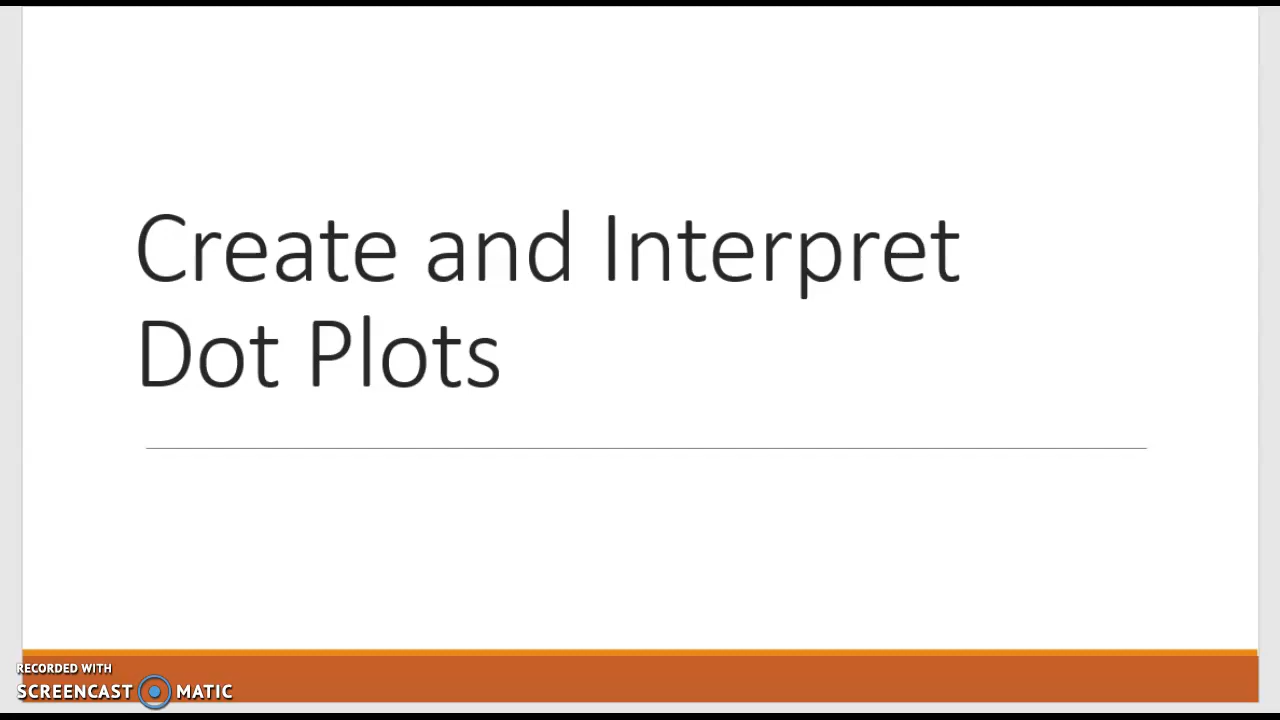 Create and Interpret
Dot Plots
RECORDED WITH
SCREENCAST MATIC